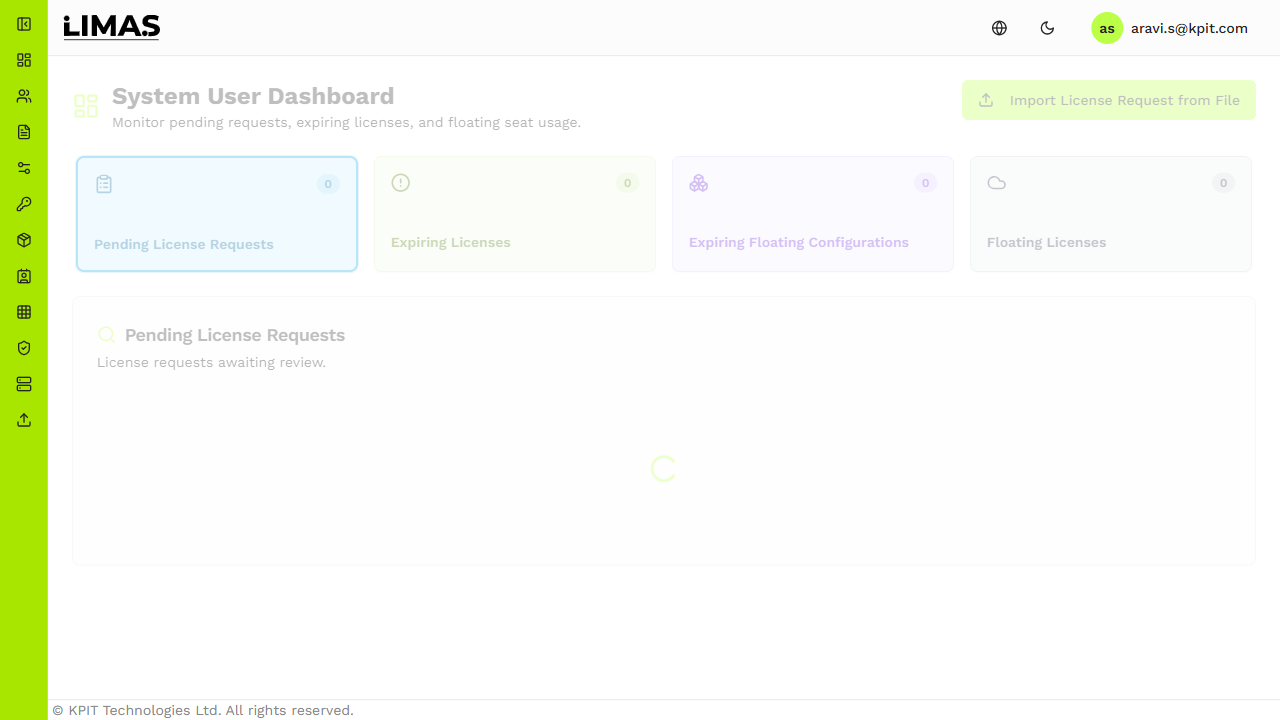 LIMAS
as
aravi.s@kpit.com
System User Dashboard
Monitor pending requests, expiring licenses, and floating seat usage.
Import License Request from File
0
Pending License Requests
0
Expiring Licenses
0
Expiring Floating Configurations
0
Floating Licenses
Pending License Requests
License requests awaiting review.
© KPIT Technologies Ltd. All rights reserved.